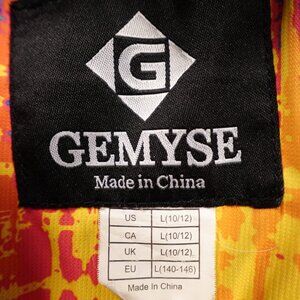 G
GEMYSE
Made in China
US L(10/12)
CA L(10/12)
UK L(10/12)
EU L(140-146)
Made in China